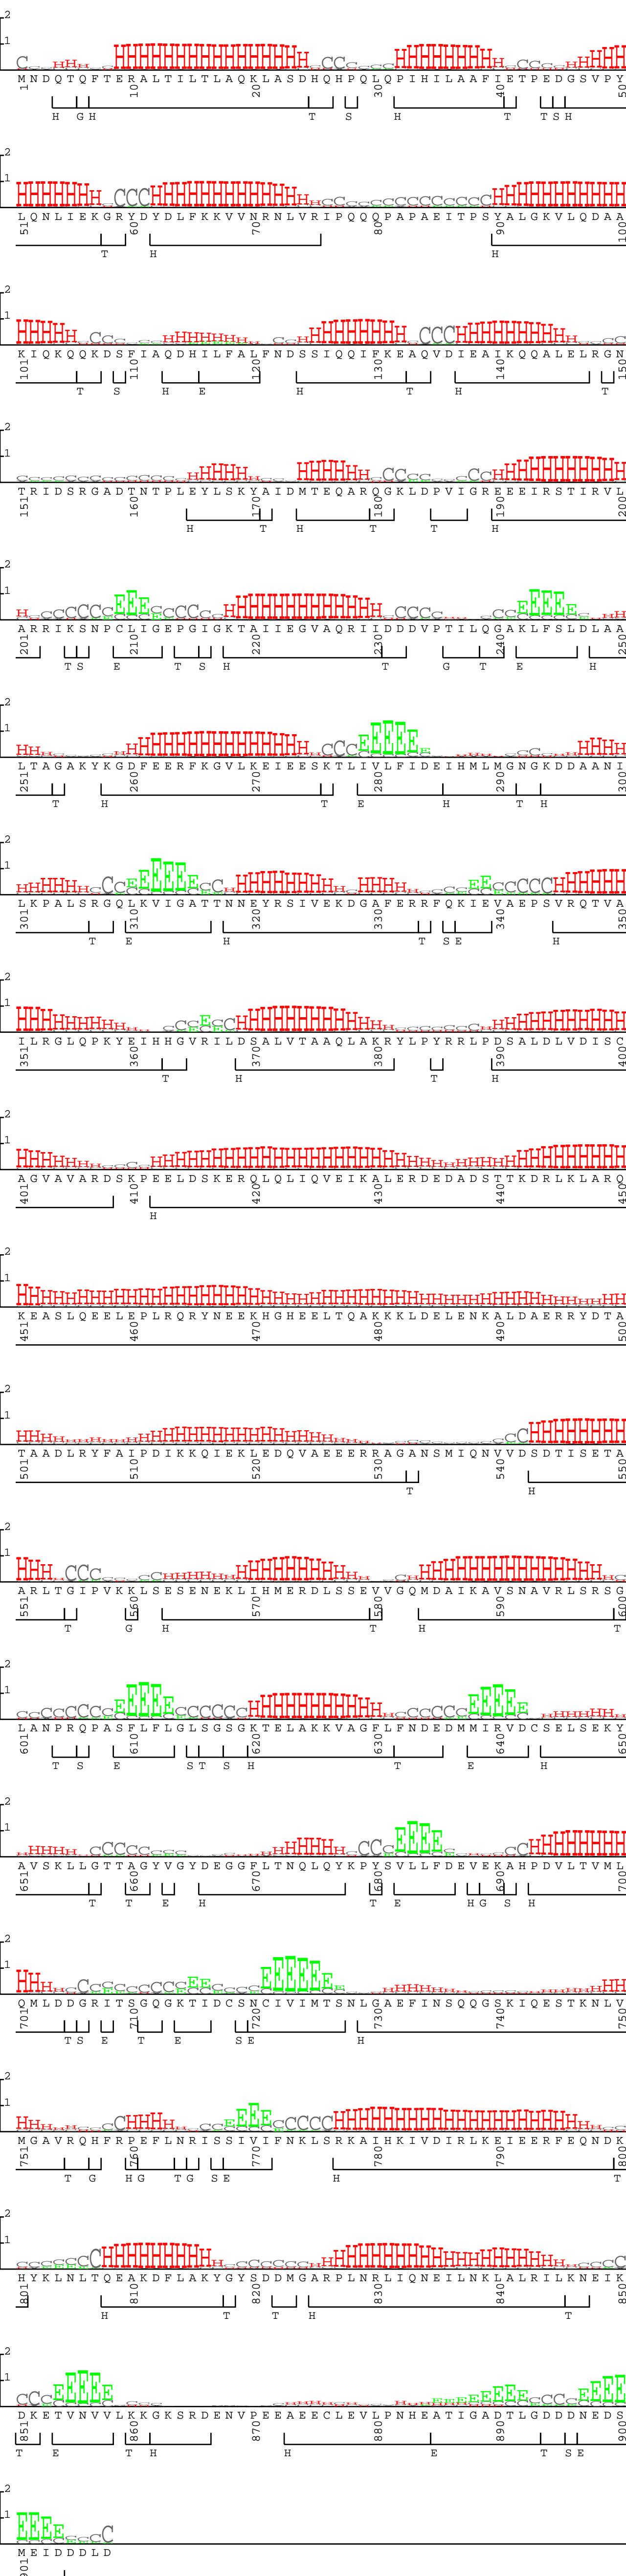 MNDQTQFTERALTILTLAQKLASDHQHPQLQPIHILAAFIETPEDGSVPY
H G H T S H T T S H
LQNLIEKGRYDYDLFKKVVNRNLVRIPQQQPAPAEITPSYALGKVLQDAA
T H H
KIQKQQKDSFIAQDHILFALFNDSSIQQIFKEAQVDIEAIKQQALELRGN
T S H E H T H T
TRIDSRGADTNTPLEYLSKYAIDMTEQARQGKLDPVIGREEEIRSTIRVL
H T H T T H
ARRIKSNPCLIGEPGIGKTAIIEGVAQRIIDDDVPTILQGAKLFSLDLAA
T S E T S H T G T E H
LTAGAKYKGDFEERFKGVLKEIEESKTLIVLFIDEIHMLMGNGKDDAANI
T H T E H T H
LKPALSRGQLKVIGATTNNEYRSIVEKDGAFERRFQKIEVAEPSVRQTVA
T E H T S E H
ILRGLQPKYEIHHGVRILDSALVTAAQLAKRYLPYRRLPDSALDLVDISC
T H T H
AGVAVARDSKPEELDSKERQLQLIQVEIKALERDEDADSTTKDRLKLARQ
H
KEASLQEELEPLRQRYNEEKHGHEELTQAKKKLDELENKALDAERRYDTA
TAADLRYFAIPDIKKQIEKLEDQVAEEERRAGANSMIQNVVDSDTISETA
T H
ARLTGIPVKKLSESENEKLIHMERDLSSEVVGQMDAIKAVSNAVRLSRSG
T G H T H T
LANPRQPASFLFLGLSGSGKTELAKKVAGFLFNDEDMMIRVDCSELSEKY
T S E S T S H T E H
AVSKLLGTTAGYVGYDEGGFLTNQLQYKPYSVLLFDEVEKAHPDVLTVML
T T E H T E H G S H
QMLDDGRITSGQGKTIDCSNCIVIMTSNLGAEFINSQQGSKIQESTKNLV
T S E T E S E H
MGAVRQHFRPEFLNRISSIVIFNKLSRKAIHKIVDIRLKEIEERFEQNDK
T G H G T G S E H T
HYKLNLTQEAKDFLAKYGYSDDMGARPLNRLIQNEILNKLALRILKNEIK
H T T H T
DKETVNVVLKKGKSRDENVPEEAEECLEVLPNHEATIGADTLGDDDNEDS
T E T H H E T S E
MEIDDDLD